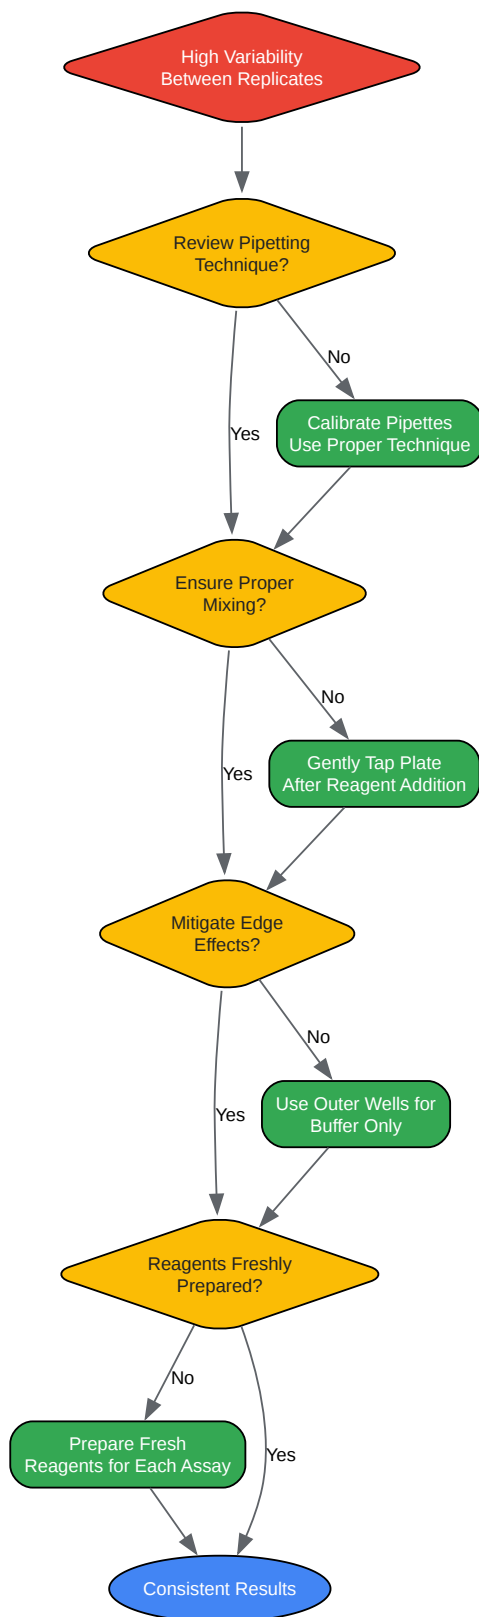 High Variability
Between Replicates
Review Pipetting
Technique?
No
Calibrate Pipettes
Use Proper Technique
Yes
Ensure Proper
Mixing?
No
Gently Tap Plate
After Reagent Addition
Yes
Mitigate Edge
Effects?
No
Use Outer Wells for
Buffer Only
Yes
Reagents Freshly
Prepared?
No
Prepare Fresh
Reagents for Each Assay
Yes
Consistent Results